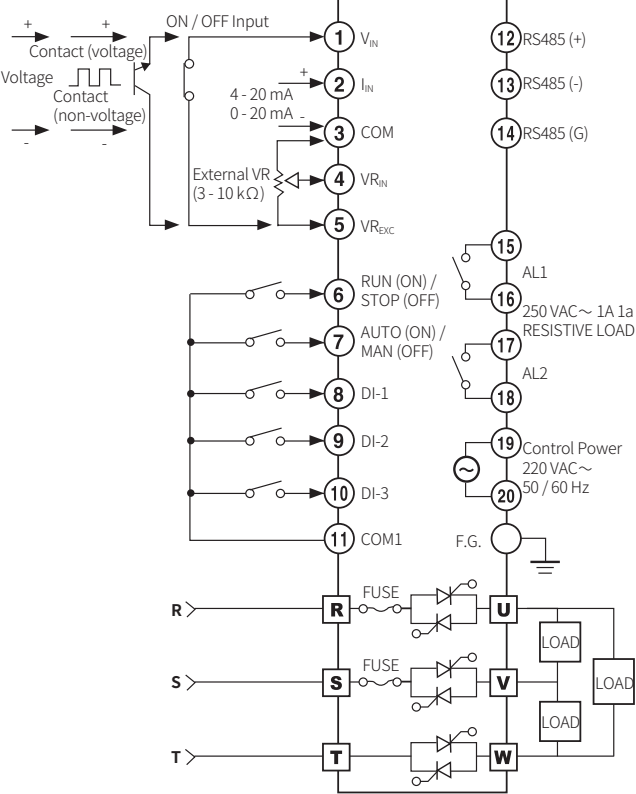 +
+
ON / OFF Input
Contact (voltage)
Voltage
Contact
(non-voltage)
-
-
1
V_IN
+
2
I_IN
4 - 20 mA
0 - 20 mA
-
3
COM
External VR
(3 - 10 kΩ)
4
VR_IN
5
VR_EXC
6
RUN (ON) /
STOP (OFF)
7
AUTO (ON) /
MAN (OFF)
8
DI-1
9
DI-2
10
DI-3
11
COM1
12
RS485 (+)
13
RS485 (-)
14
RS485 (G)
15
AL1
16
250 VAC～ 1A 1a
RESISTIVE LOAD
17
AL2
18
19
Control Power
220 VAC～
50 / 60 Hz
20
F.G.
R
R
FUSE
U
LOAD
S
S
FUSE
V
LOAD
LOAD
T
T
W